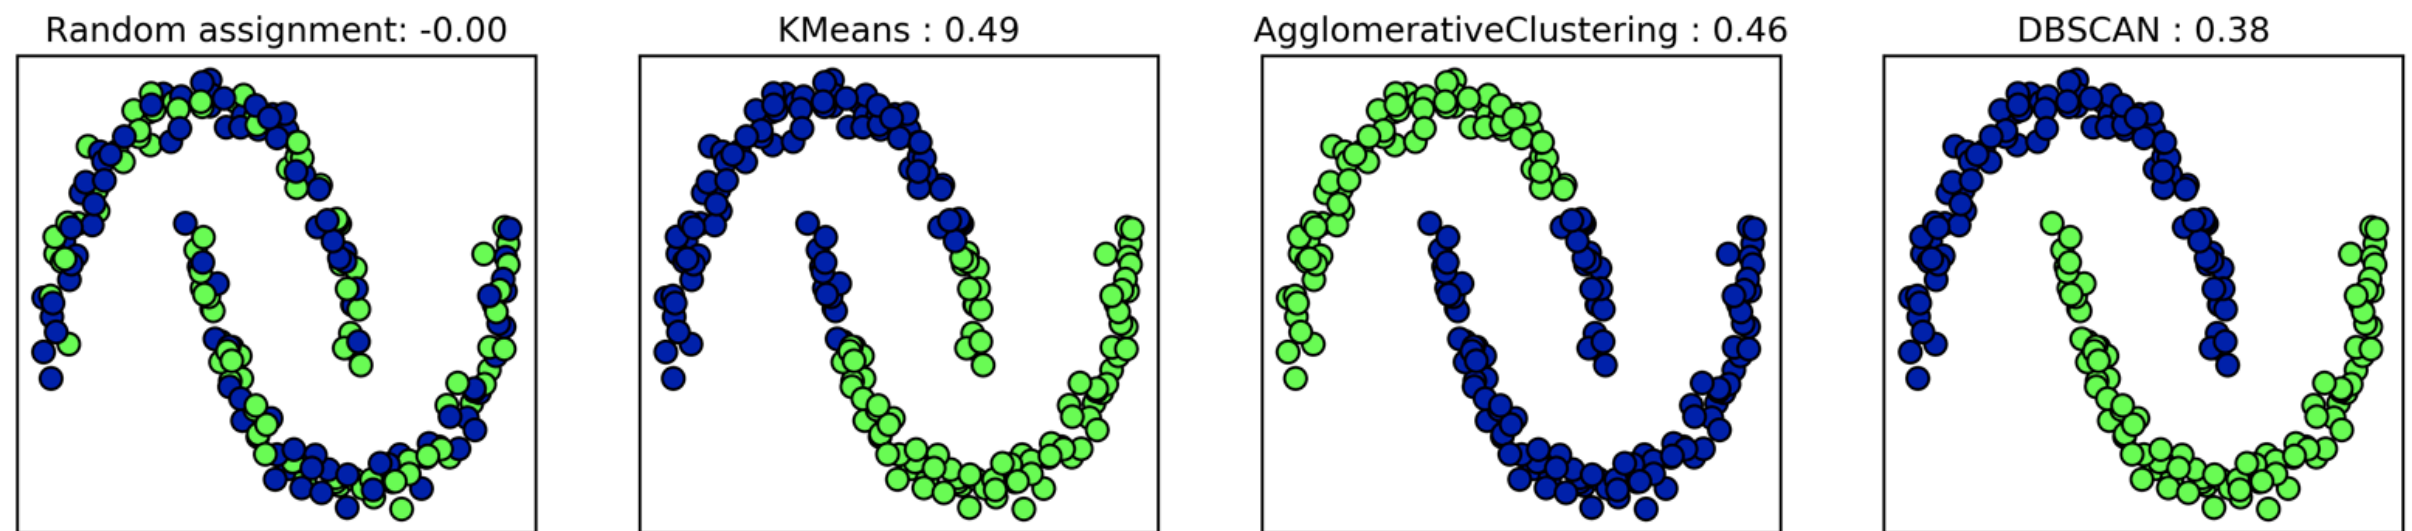 Random assignment: -0.00
KMeans : 0.49
AgglomerativeClustering : 0.46
DBSCAN : 0.38